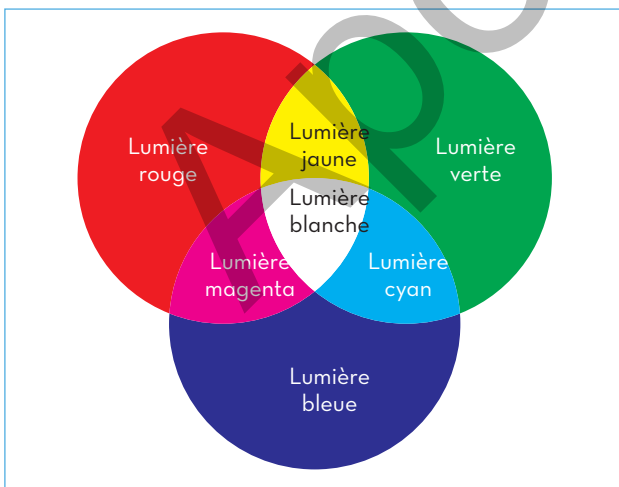 Lumière
rouge
Lumière
jaune
Lumière
verte
Lumière
blanche
Lumière
magenta
Lumière
cyan
Lumière
bleue